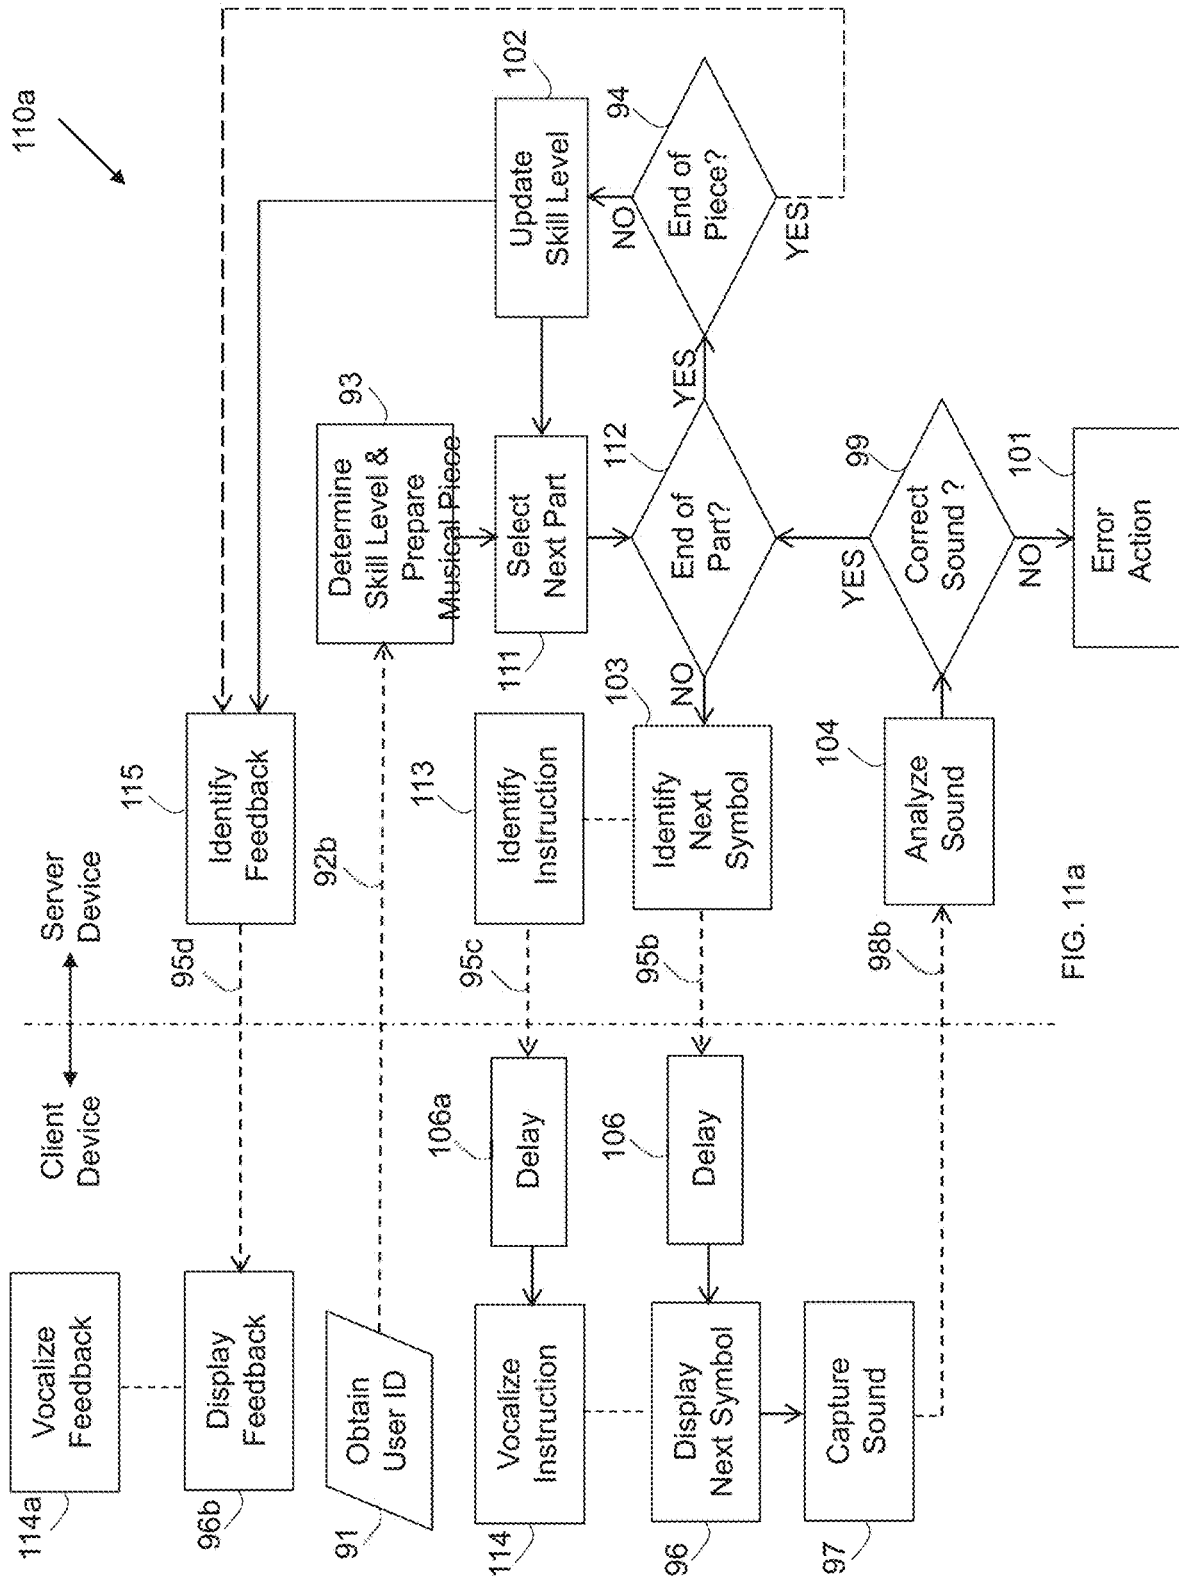 110a
Client
Device
Server
Device
114a
Vocalize
Feedback
96b
Display
Feedback
95d
115
Identify
Feedback
91
Obtain
User ID
92b
93
Determine
Skill Level &
Prepare
Musical Piece
102
Update
Skill Level
114
Vocalize
Instruction
106a
Delay
95c
113
Identify
Instruction
111
Select
Next Part
NO
94
End of
Piece?
YES
96
Display
Next Symbol
106
Delay
95b
103
Identify
Next
Symbol
NO
112
End of
Part?
YES
97
Capture
Sound
98b
104
Analyze
Sound
YES
99
Correct
Sound ?
NO
101
Error
Action
FIG. 11a